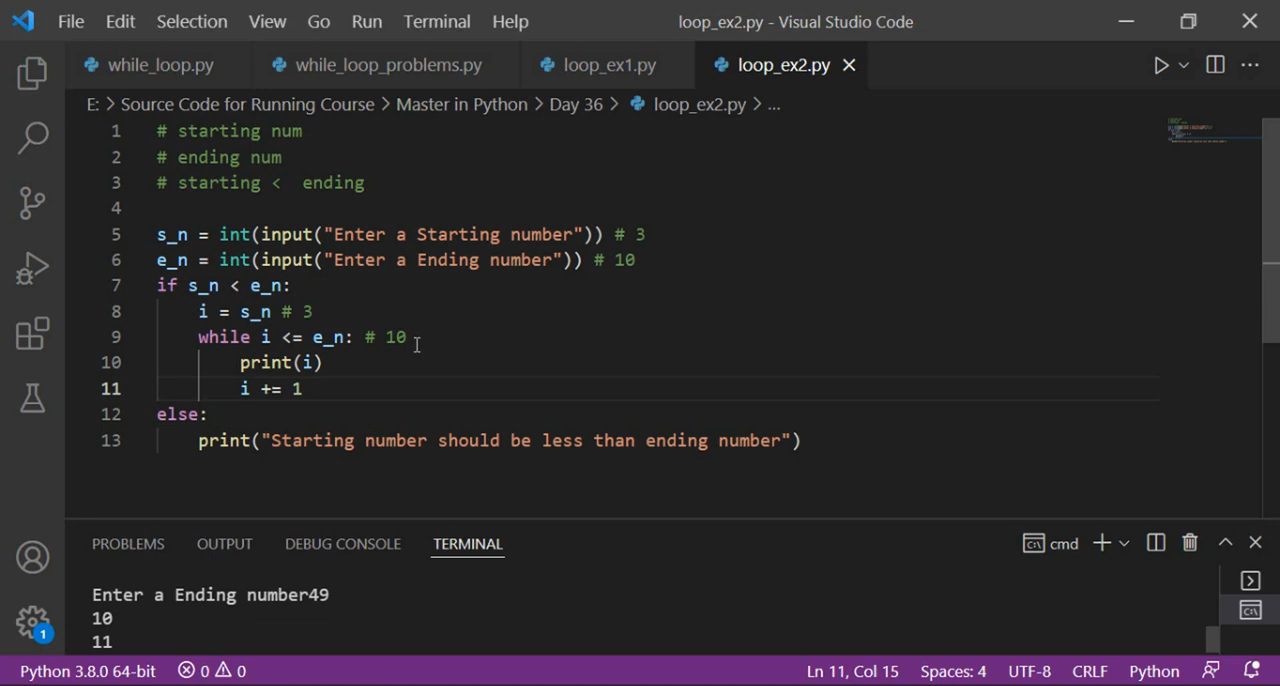 File Edit Selection View Go Run Terminal Help loop_ex2.py - Visual Studio Code
while_loop.py while_loop_problems.py loop_ex1.py loop_ex2.py
E: > Source Code for Running Course > Master in Python > Day 36 > loop_ex2.py > ...
1 # starting num
2 # ending num
3 # starting < ending
4
5 s_n = int(input("Enter a Starting number")) # 3
6 e_n = int(input("Enter a Ending number")) # 10
7 if s_n < e_n:
8 i = s_n # 3
9 while i <= e_n: # 10
10 print(i)
11 i += 1
12 else:
13 print("Starting number should be less than ending number")
PROBLEMS OUTPUT DEBUG CONSOLE TERMINAL cmd
Enter a Ending number49
10
11
1
Python 3.8.0 64-bit 0 0 Ln 11, Col 15 Spaces: 4 UTF-8 CRLF Python